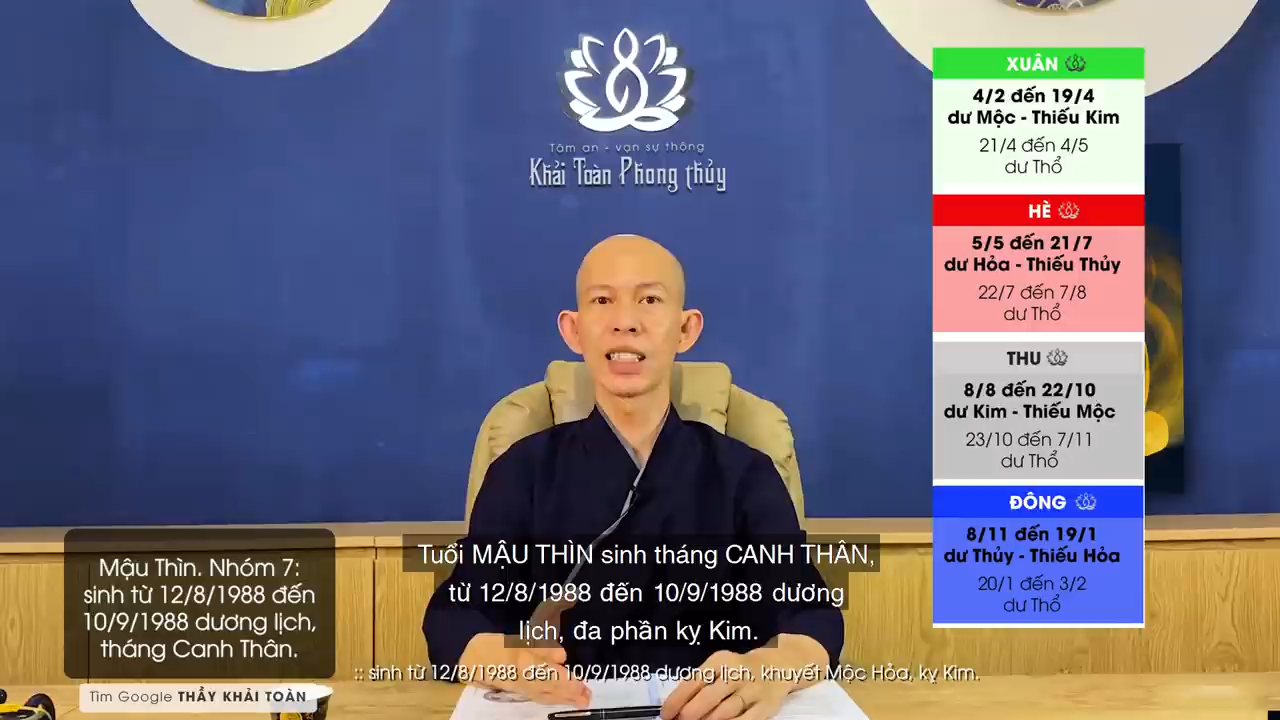 Tâm an - vạn sự thông
Khải Toàn Phong thủy
XUÂN
4/2 đến 19/4
dư Mộc - Thiếu Kim
21/4 đến 4/5
dư Thổ
HÈ
5/5 đến 21/7
dư Hỏa - Thiếu Thủy
22/7 đến 7/8
dư Thổ
THU
8/8 đến 22/10
dư Kim - Thiếu Mộc
23/10 đến 7/11
dư Thổ
ĐÔNG
8/11 đến 19/1
dư Thủy - Thiếu Hỏa
20/1 đến 3/2
dư Thổ
Mậu Thìn. Nhóm 7:
sinh từ 12/8/1988 đến
10/9/1988 dương lịch,
tháng Canh Thân.
Tìm Google THẦY KHẢI TOÀN
Tuổi MẬU THÌN sinh tháng CANH THÂN,
từ 12/8/1988 đến 10/9/1988 dương
lịch, đa phần kỵ Kim.
:: sinh từ 12/8/1988 đến 10/9/1988 dương lịch, khuyết Mộc Hỏa, kỵ Kim.